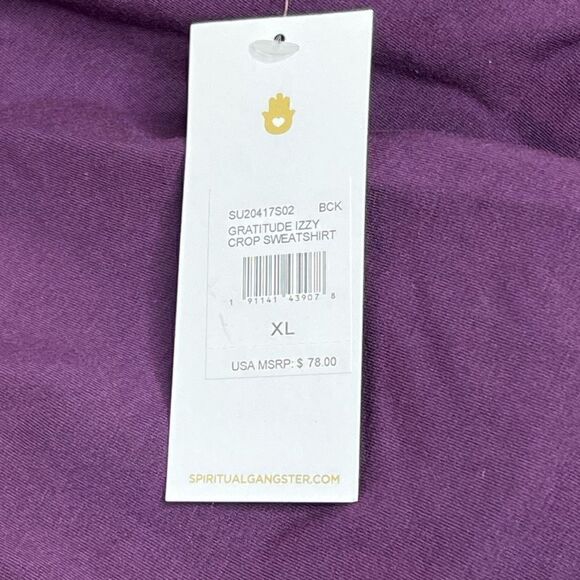 SU20417S02 BCK
GRATITUDE IZZY
CROP SWEATSHIRT
1 91141 43907 8
XL
USA MSRP: $ 78.00
SPIRITUALGANGSTER.COM